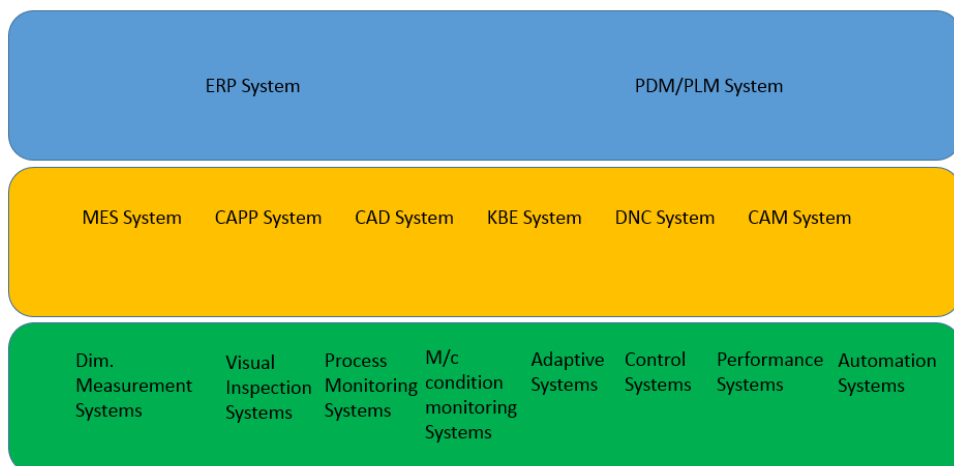 ERP System
PDM/PLM System
MES System
CAPP System
CAD System
KBE System
DNC System
CAM System
Dim.
Measurement
Systems
Visual
Inspection
Systems
Process
Monitoring
Systems
M/c
condition
monitoring
Systems
Adaptive
Systems
Control
Systems
Performance
Systems
Automation
Systems